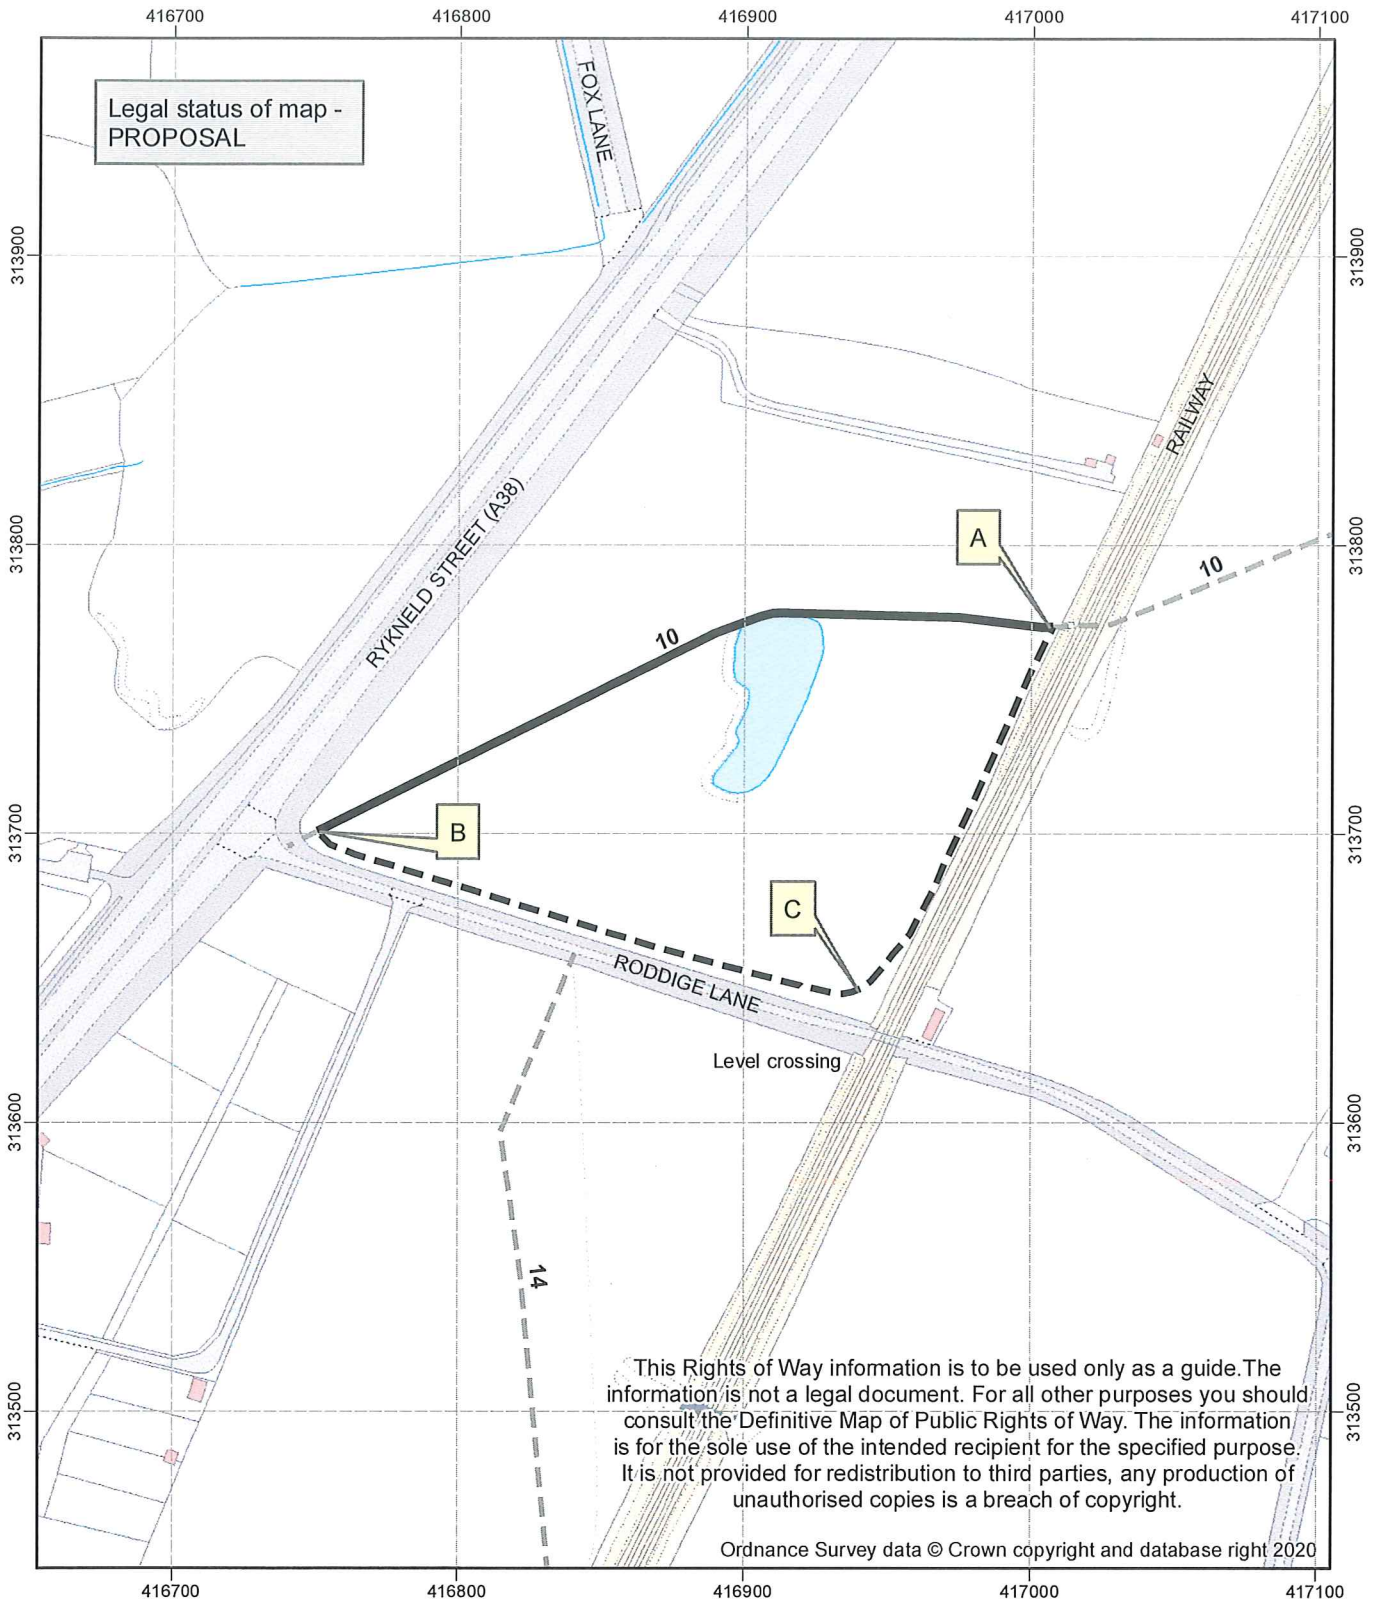 416700
416800
416900
417000
417100
Legal status of map -
PROPOSAL
FOX LANE
313900
313900
RAILWAY
RYKNELD STREET (A38)
A
313800
313800
10
10
B
313700
313700
C
RODDIGE LANE
Level crossing
313600
313600
14
This Rights of Way information is to be used only as a guide.The
information is not a legal document. For all other purposes you should
consult the Definitive Map of Public Rights of Way. The information
is for the sole use of the intended recipient for the specified purpose.
It is not provided for redistribution to third parties, any production of
unauthorised copies is a breach of copyright.
313500
313500
Ordnance Survey data © Crown copyright and database right 2020
416700
416800
416900
417000
417100